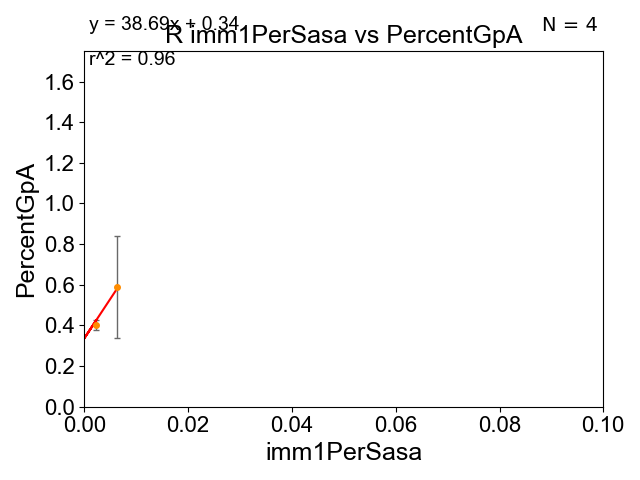 y = 38.69x + 0.34
N = 4
R imm1PerSasa vs PercentGpA
r^2 = 0.96
1.6
1.4
1.2
1.0
0.8
0.6
0.4
0.2
0.0
PercentGpA
0.00 0.02 0.04 0.06 0.08 0.10
imm1PerSasa